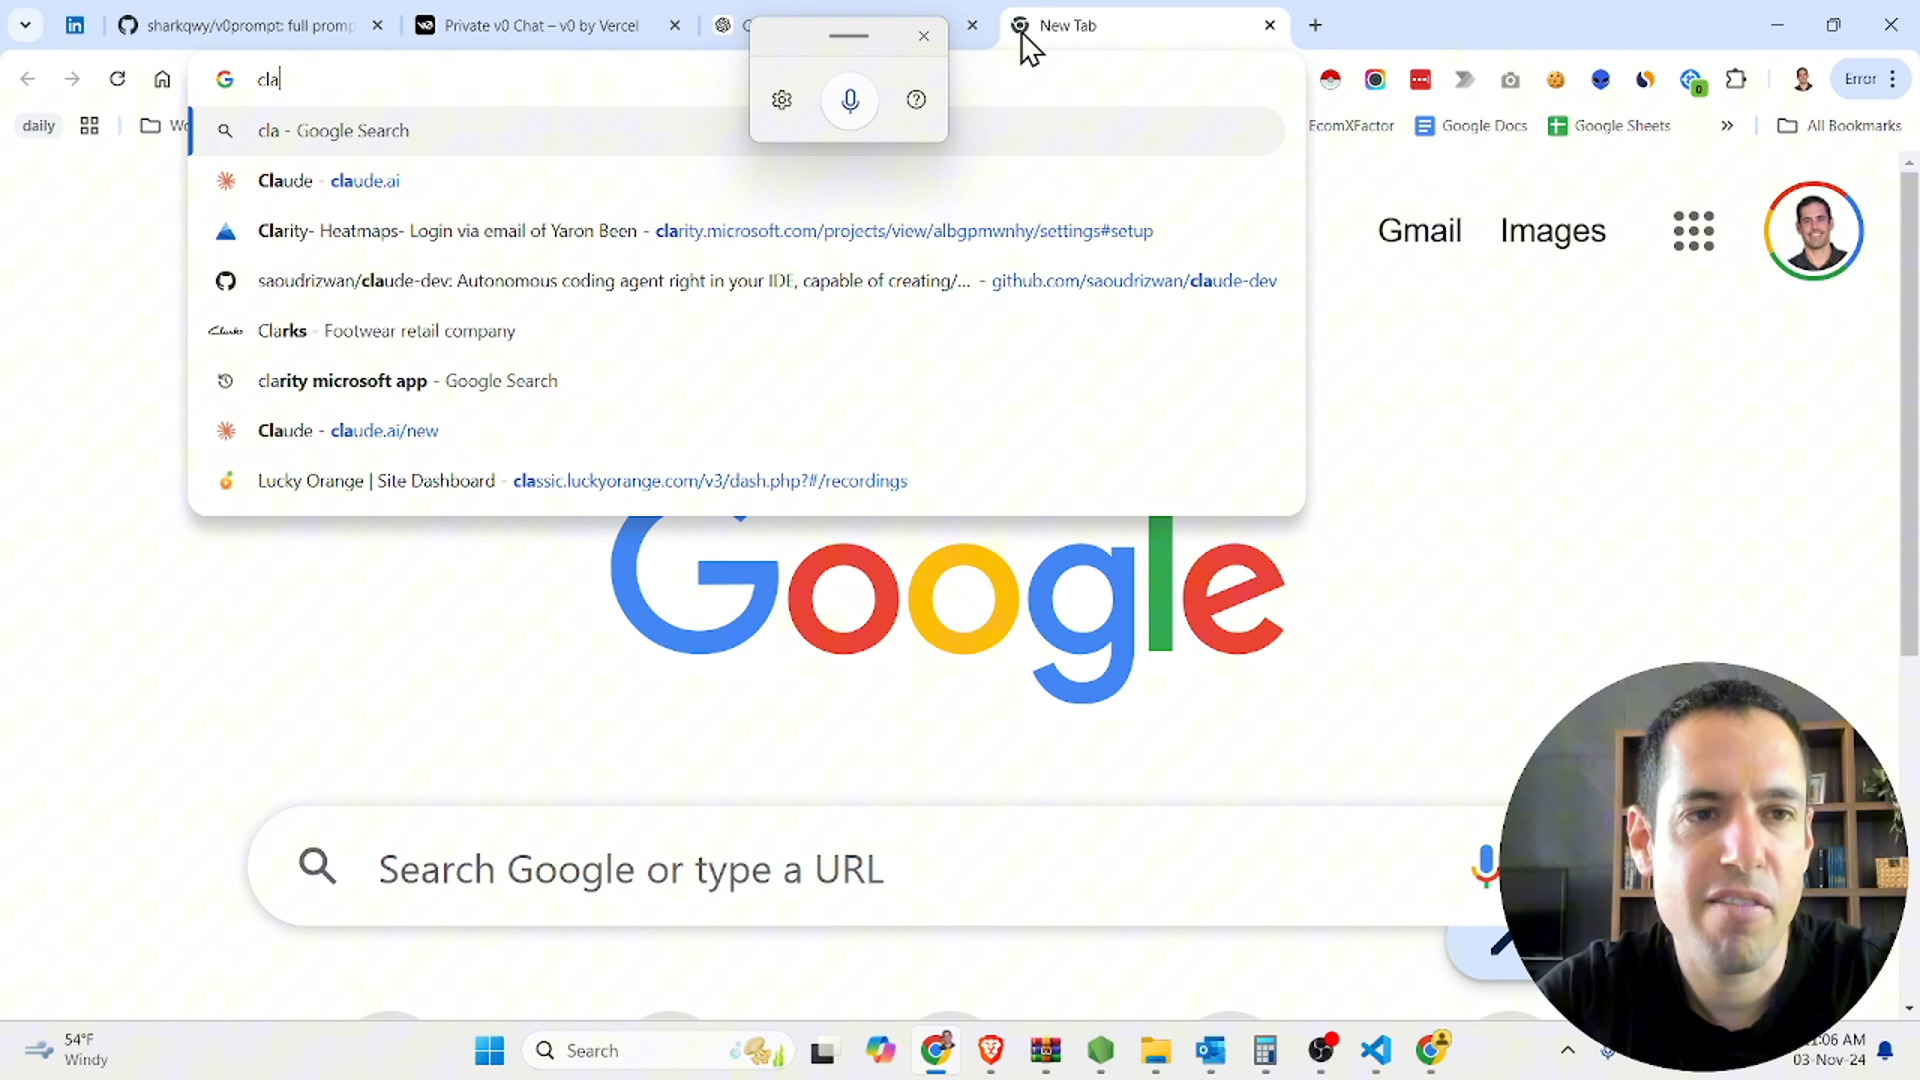 sharkqwy/v0prompt: full promp
Private v0 Chat – v0 by Vercel
New Tab
cla
Error
daily
EcomXFactor
Google Docs
Google Sheets
All Bookmarks
cla - Google Search
Claude - claude.ai
Clarity- Heatmaps- Login via email of Yaron Been - clarity.microsoft.com/projects/view/albgpmwnhy/settings#setup
saoudrizwan/claude-dev: Autonomous coding agent right in your IDE, capable of creating/... - github.com/saoudrizwan/claude-dev
Clarks - Footwear retail company
clarity microsoft app - Google Search
Claude - claude.ai/new
Lucky Orange | Site Dashboard - classic.luckyorange.com/v3/dash.php?#/recordings
Gmail
Images
Google
Search Google or type a URL
54°F
Windy
Search
:06 AM
03-Nov-24